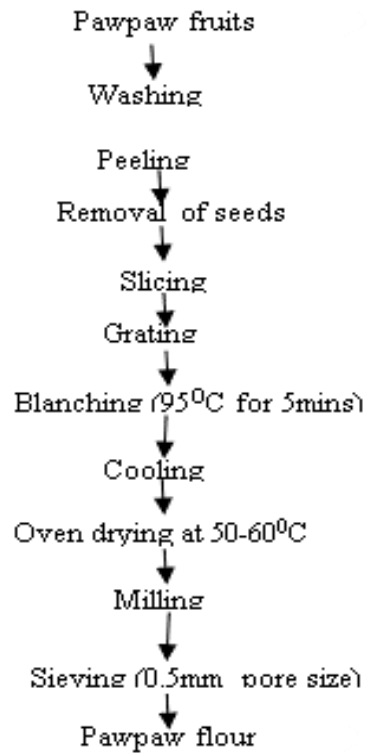 Pawpaw fruits
Washing
Peeling
Removal of seeds
Slicing
Grating
Blanching (95⁰C for 5mins)
Cooling
Oven drying at 50-60⁰C
Milling
Sieving (0.5mm pore size)
Pawpaw flour